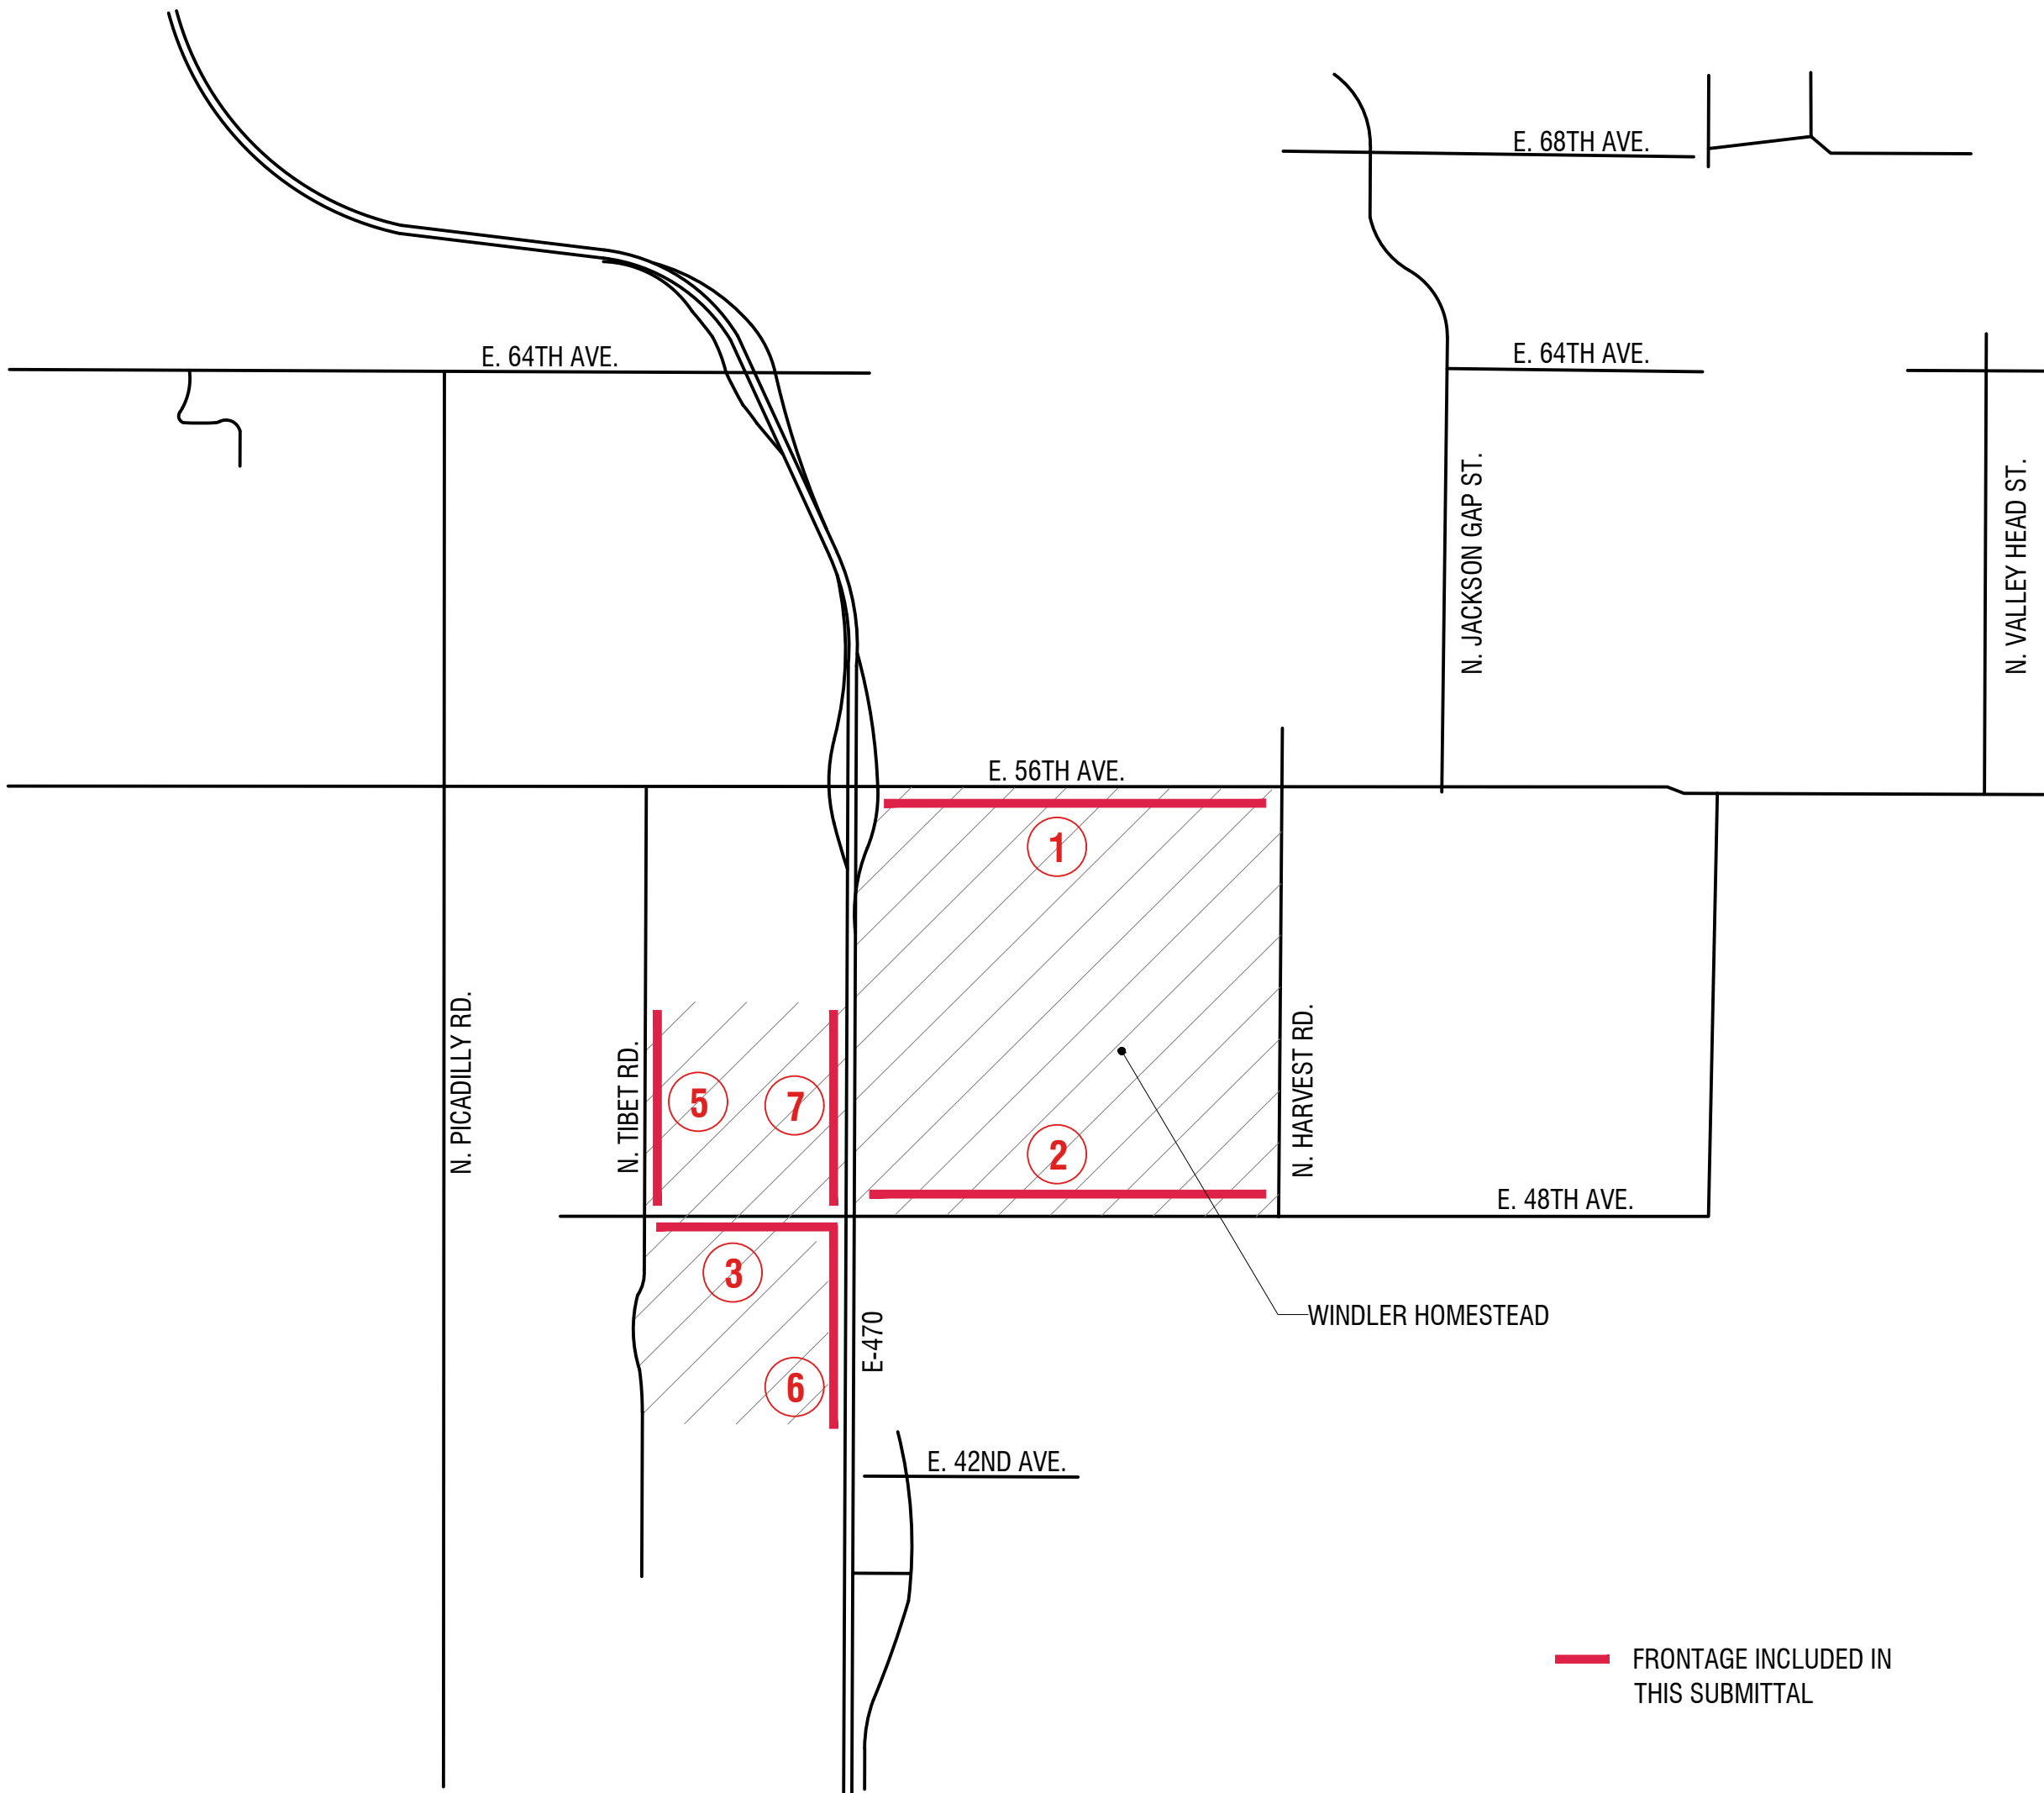 E. 68TH AVE.
E. 64TH AVE.
E. 64TH AVE.
N. JACKSON GAP ST.
N. VALLEY HEAD ST.
E. 56TH AVE.
1
N. PICADILLY RD.
N. TIBET RD.
5
7
2
N. HARVEST RD.
E. 48TH AVE.
3
6
E-470
WINDLER HOMESTEAD
E. 42ND AVE.
FRONTAGE INCLUDED IN
THIS SUBMITTAL